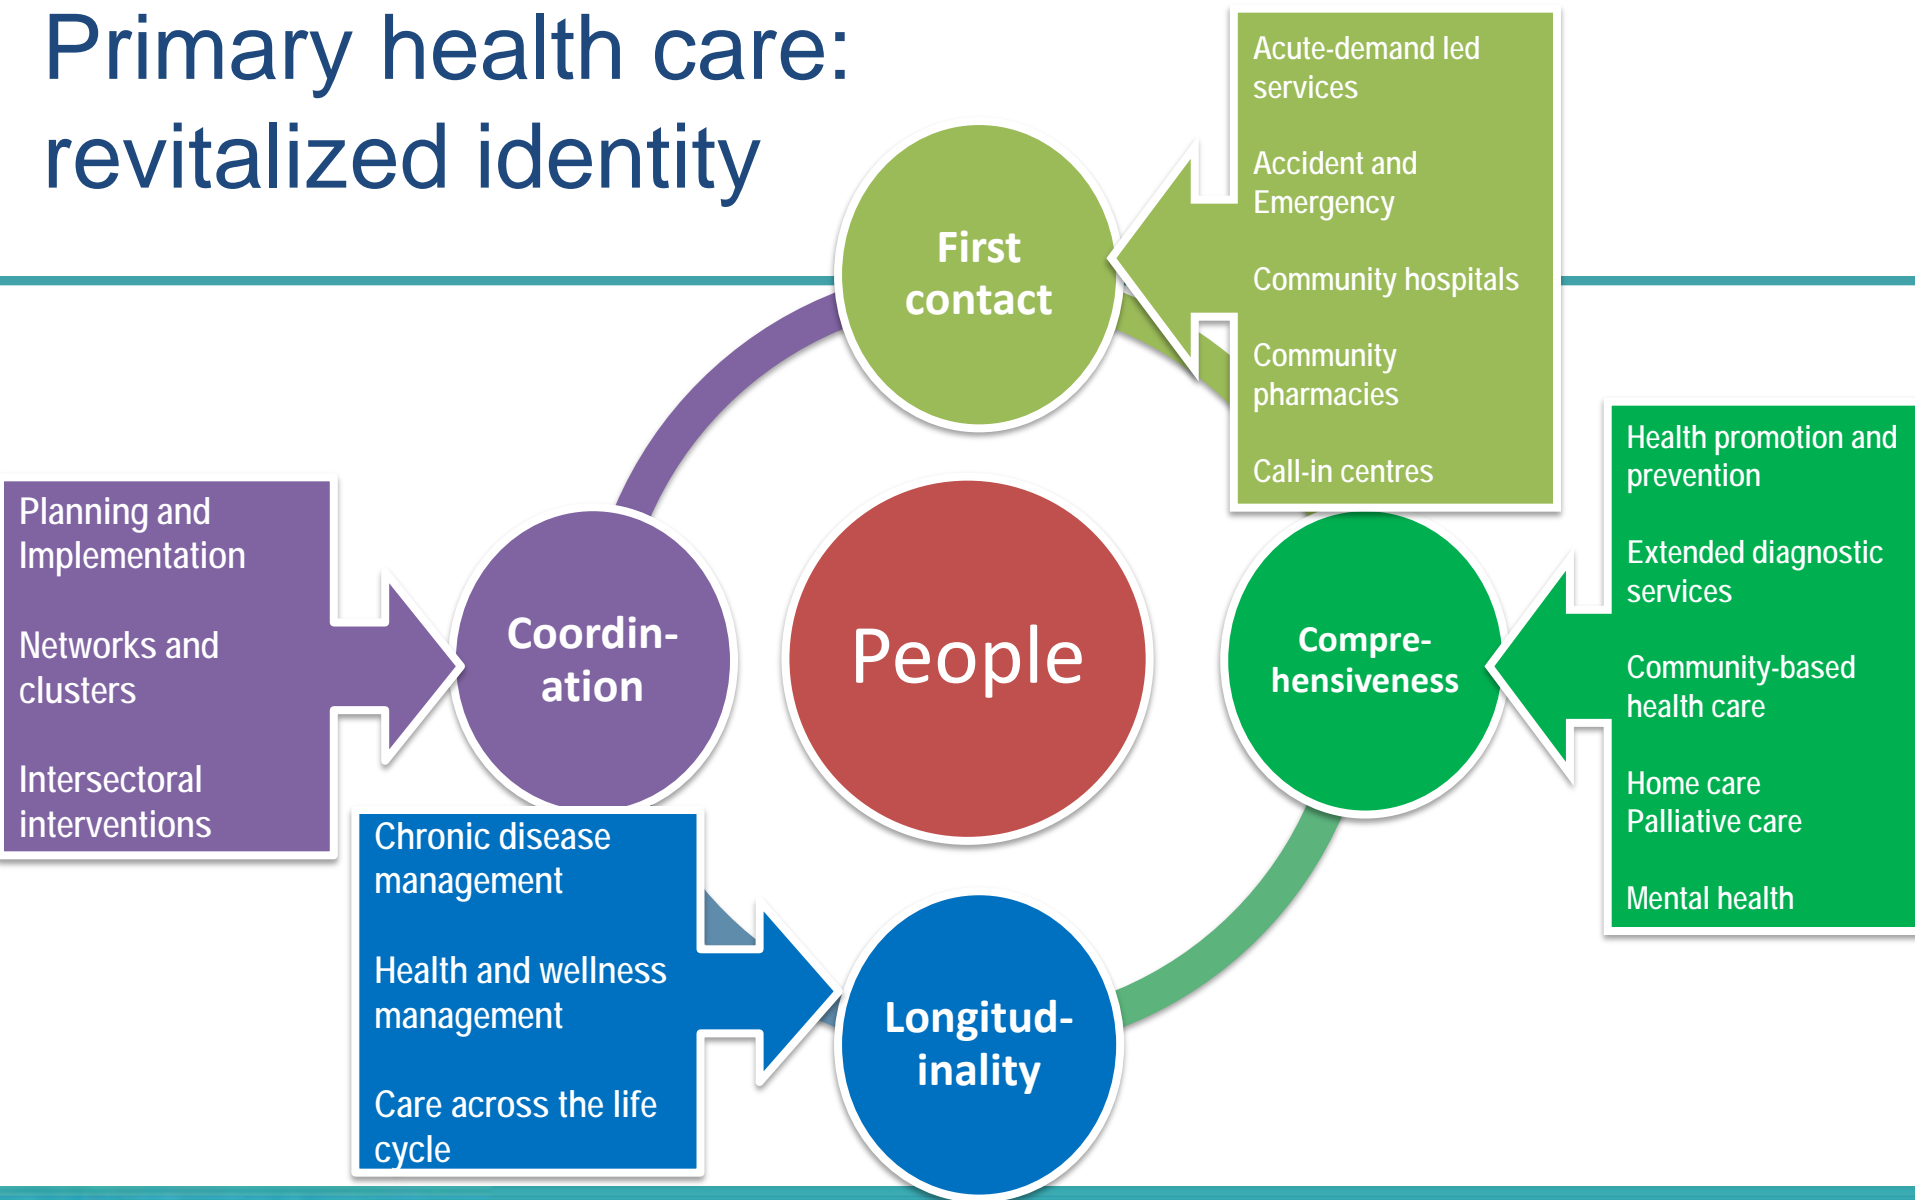 Primary health care:
revitalized identity
First
contact
Acute-demand led
services
Accident and
Emergency
Community hospitals
Community
pharmacies
Call-in centres
Health promotion and
prevention
Extended diagnostic
services
Community-based
health care
Home care
Palliative care
Mental health
Compre-
hensiveness
People
Coordin-
ation
Planning and
Implementation
Networks and
clusters
Intersectoral
interventions
Chronic disease
management
Health and wellness
management
Care across the life
cycle
Longitud-
inality